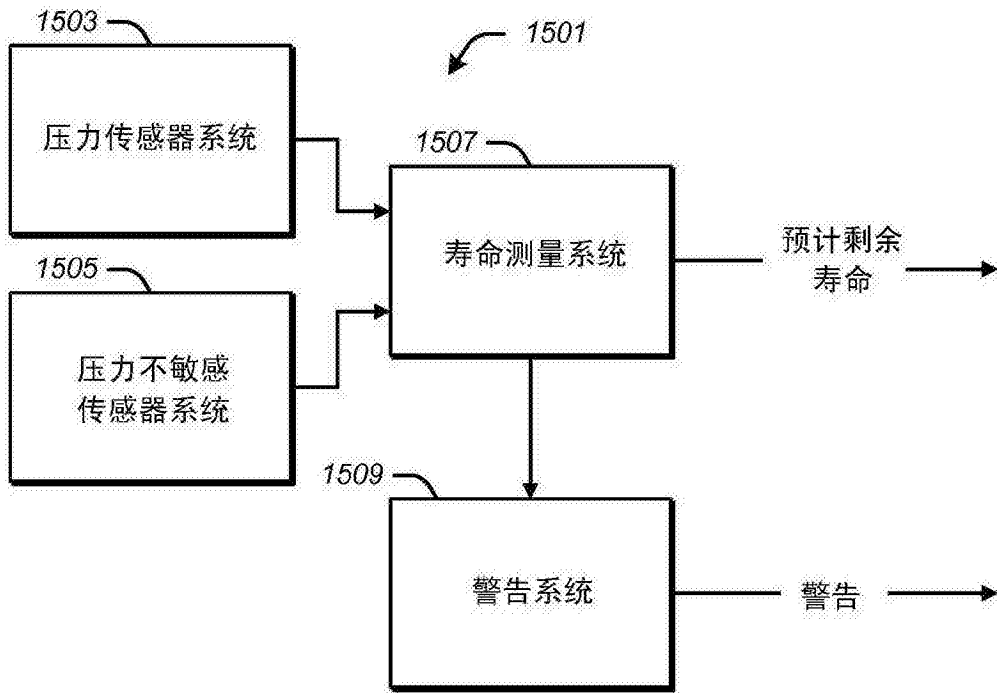 1503
1501
压力传感器系统
1507
寿命测量系统
预计剩余
寿命
1505
压力不敏感
传感器系统
1509
警告系统
警告